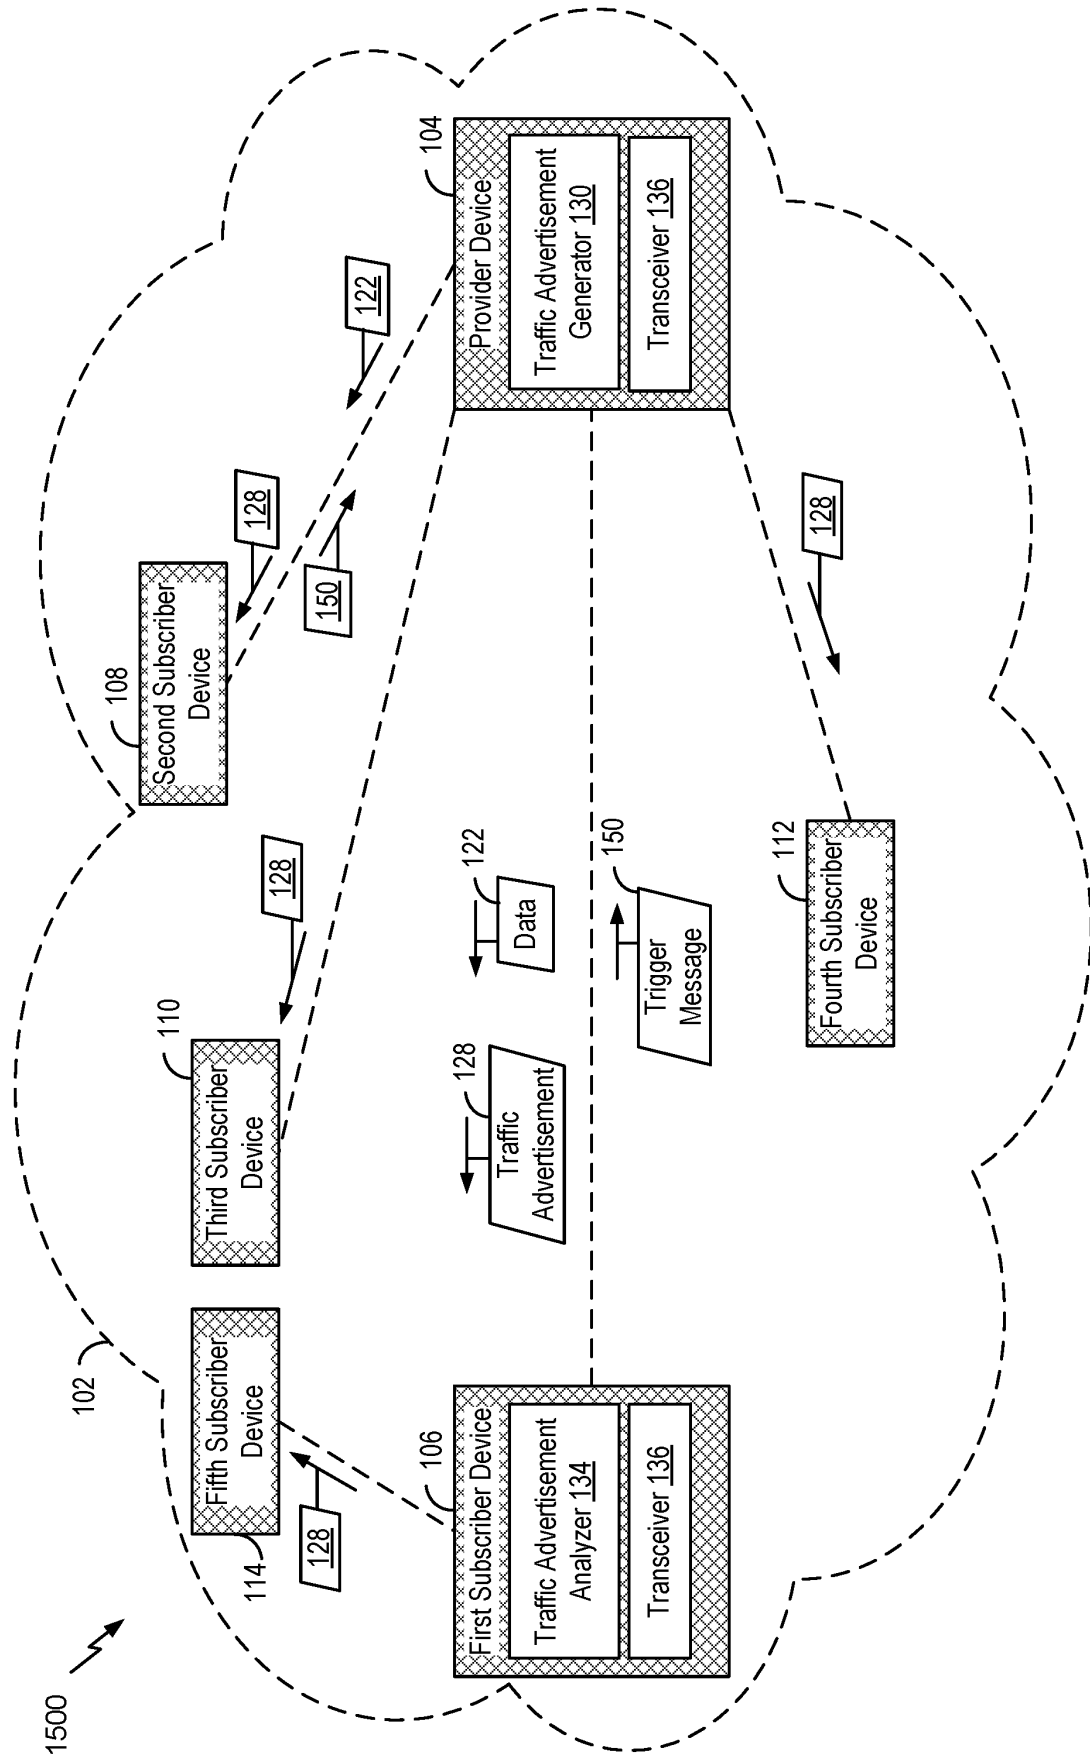 1500
102
114
Fifth Subscriber
Device
128
110
Third Subscriber
Device
128
108
Second Subscriber
Device
128
150
122
106
First Subscriber Device
Traffic Advertisement
Analyzer 134
Transceiver 136
128
Traffic
Advertisement
122
Data
150
Trigger
Message
104
Provider Device
Traffic Advertisement
Generator 130
Transceiver 136
112
Fourth Subscriber
Device
128